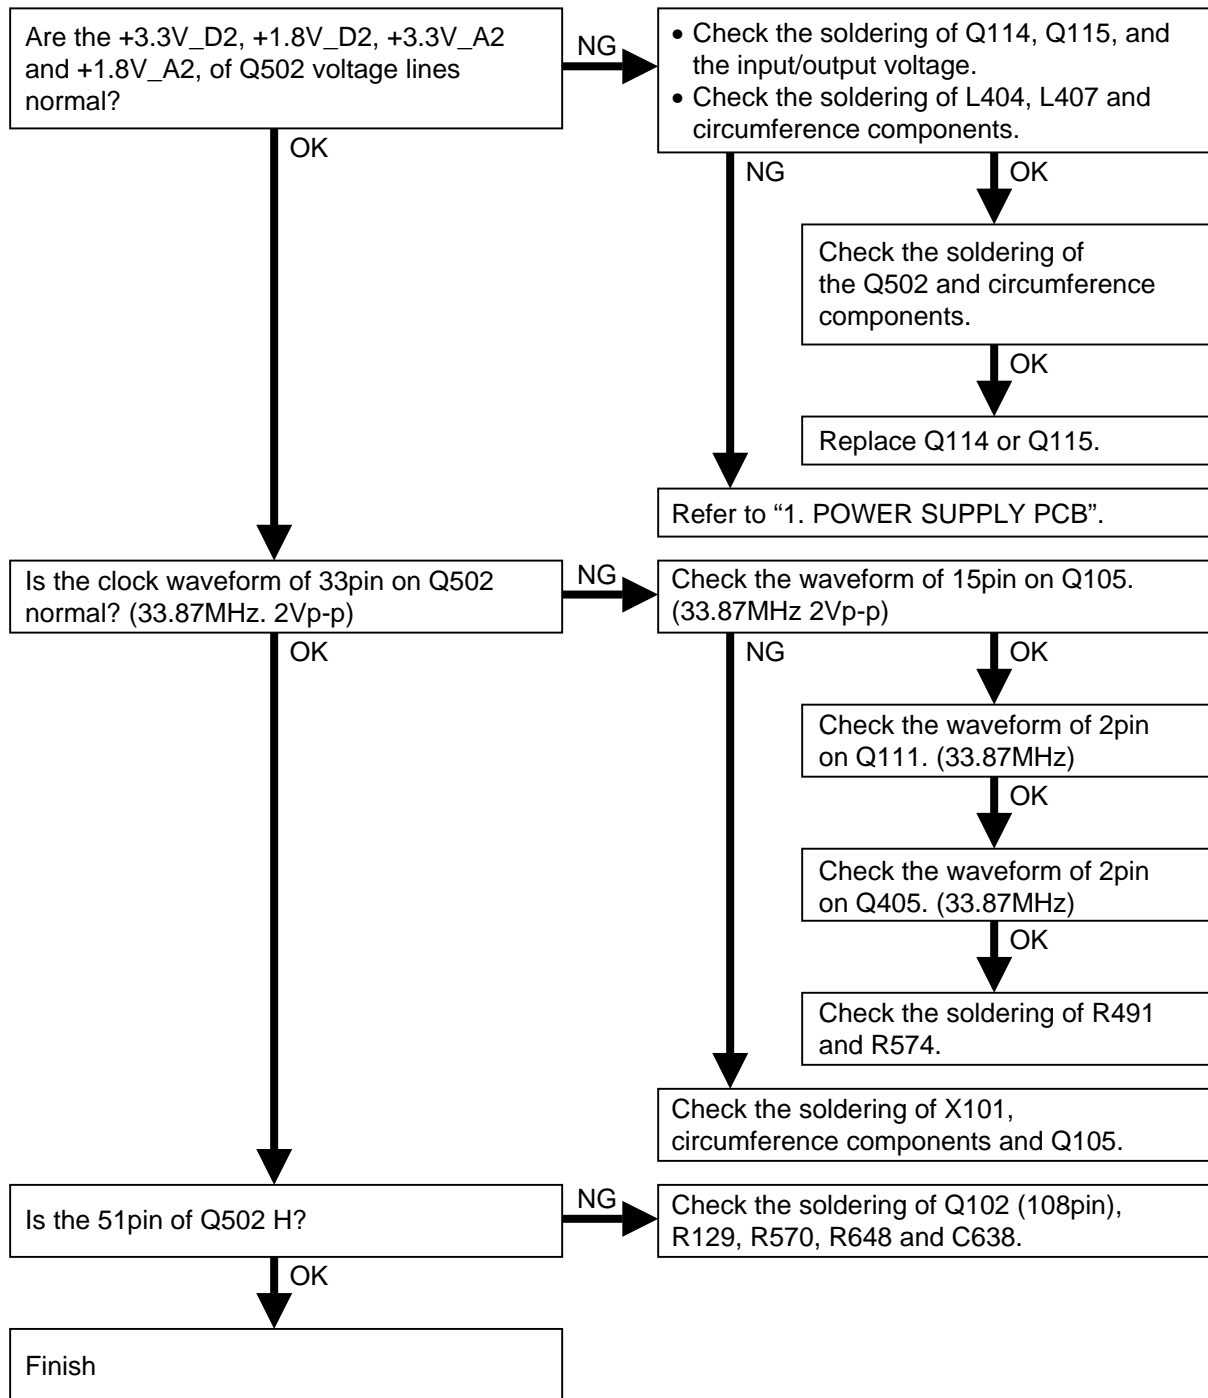 Are the +3.3V_D2, +1.8V_D2, +3.3V_A2
and +1.8V_A2, of Q502 voltage lines
normal?
NG
• Check the soldering of Q114, Q115, and
the input/output voltage.
• Check the soldering of L404, L407 and
circumference components.
OK
NG
OK
Check the soldering of
the Q502 and circumference
components.
OK
Replace Q114 or Q115.
Refer to “1. POWER SUPPLY PCB”.
Is the clock waveform of 33pin on Q502
normal? (33.87MHz. 2Vp-p)
NG
Check the waveform of 15pin on Q105.
(33.87MHz 2Vp-p)
OK
NG
OK
Check the waveform of 2pin
on Q111. (33.87MHz)
OK
Check the waveform of 2pin
on Q405. (33.87MHz)
OK
Check the soldering of R491
and R574.
Check the soldering of X101,
circumference components and Q105.
Is the 51pin of Q502 H?
NG
Check the soldering of Q102 (108pin),
R129, R570, R648 and C638.
OK
Finish